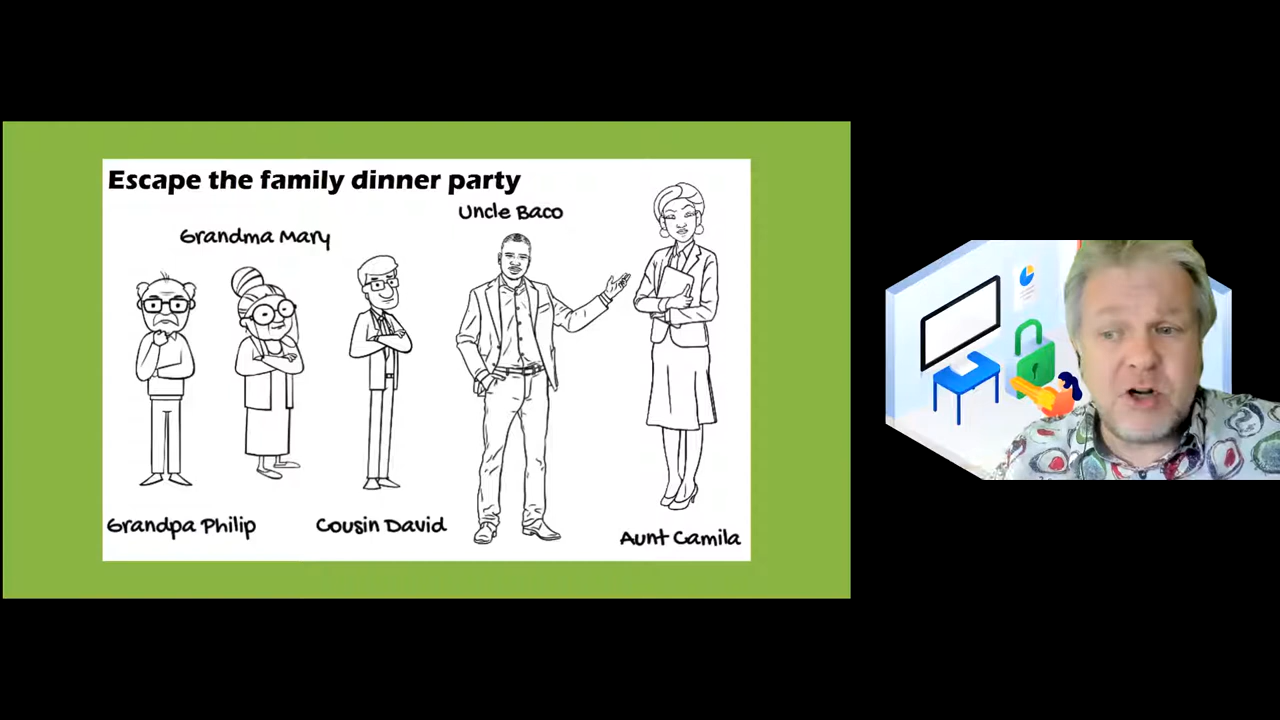 Escape the family dinner party
Uncle Baco
Grandma Mary
Grandpa Philip
Cousin David
Aunt Camila